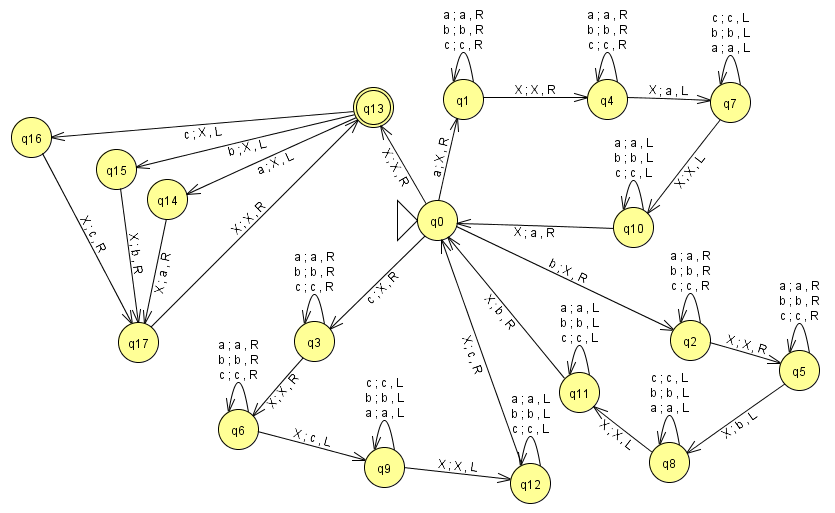 a ; a , R
b ; b , R
c ; c , R
a ; a , R
b ; b , R
c ; c , R
c ; c , L
b ; b , L
a ; a , L
q1
X ; X , R
q4
X ; a , L
q7
q13
q16
c ; X , L
b ; X , L
a ; X , L
q15
q14
X ; X , R
a ; X , R
X ; X , L
a ; a , L
b ; b , L
c ; c , L
q10
X ; a , R
q0
X ; c , R
X ; b , R
X ; a , R
X ; X , R
q17
c ; X , R
b ; X , R
a ; a , R
b ; b , R
c ; c , R
q3
a ; a , R
b ; b , R
c ; c , R
q2
X ; X , R
a ; a , R
b ; b , R
c ; c , R
q5
X ; b , R
X ; c , R
a ; a , L
b ; b , L
c ; c , L
q11
X ; X , R
a ; a , R
b ; b , R
c ; c , R
q6
X ; c , L
c ; c , L
b ; b , L
a ; a , L
q9
X ; X , L
a ; a , L
b ; b , L
c ; c , L
q12
X ; X , L
c ; c , L
b ; b , L
a ; a , L
q8
X ; b , L